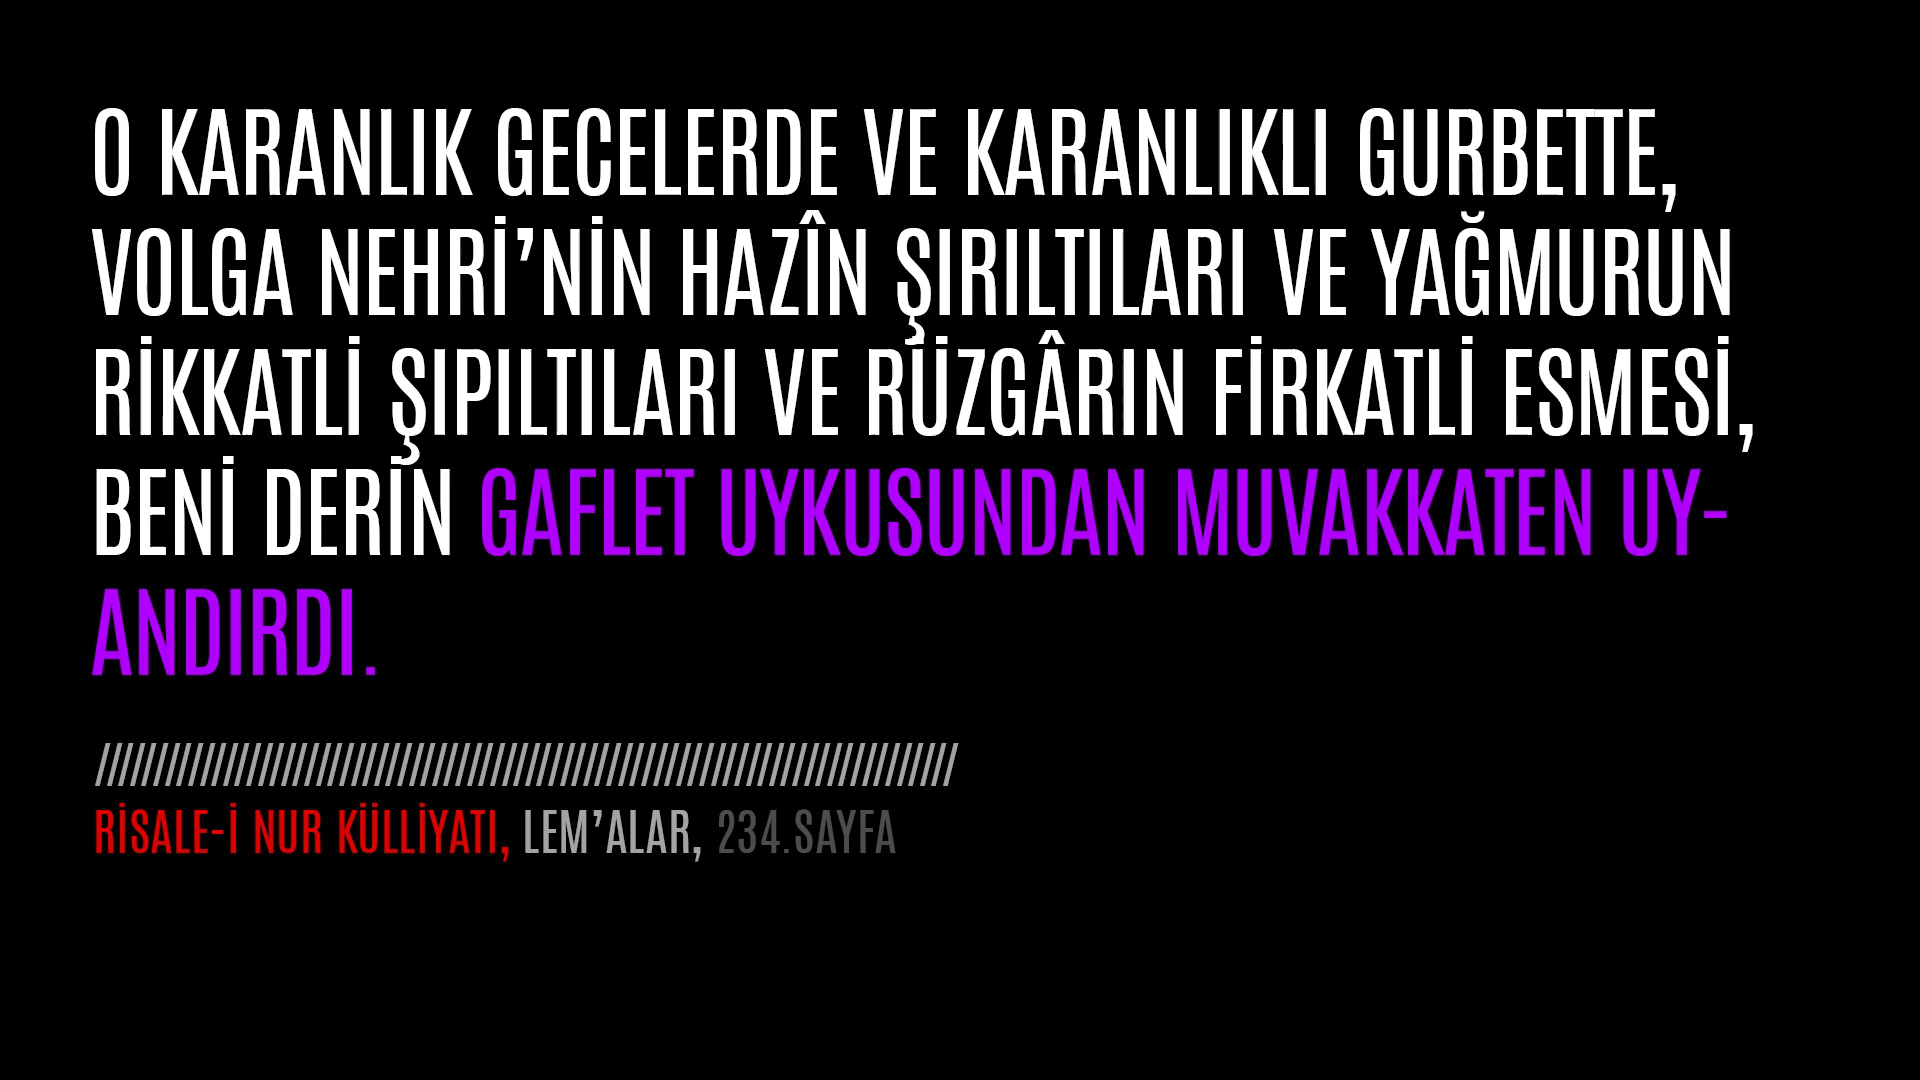 O KARANLIK GECELERDE VE KARANLIKLI GURBETTE,
VOLGA NEHRİ’NİN HAZÎN ŞIRILTILARI VE YAĞMURUN
RİKKATLİ ŞIPILTILARI VE RÜZGÂRIN FİRKATLİ ESMESİ,
BENİ DERİN GAFLET UYKUSUNDAN MUVAKKATEN UY-
ANDIRDI.
//////////////////////////////////////////////////////////////////////////
RİSALE-İ NUR KÜLLİYATI, LEM’ALAR, 234.SAYFA